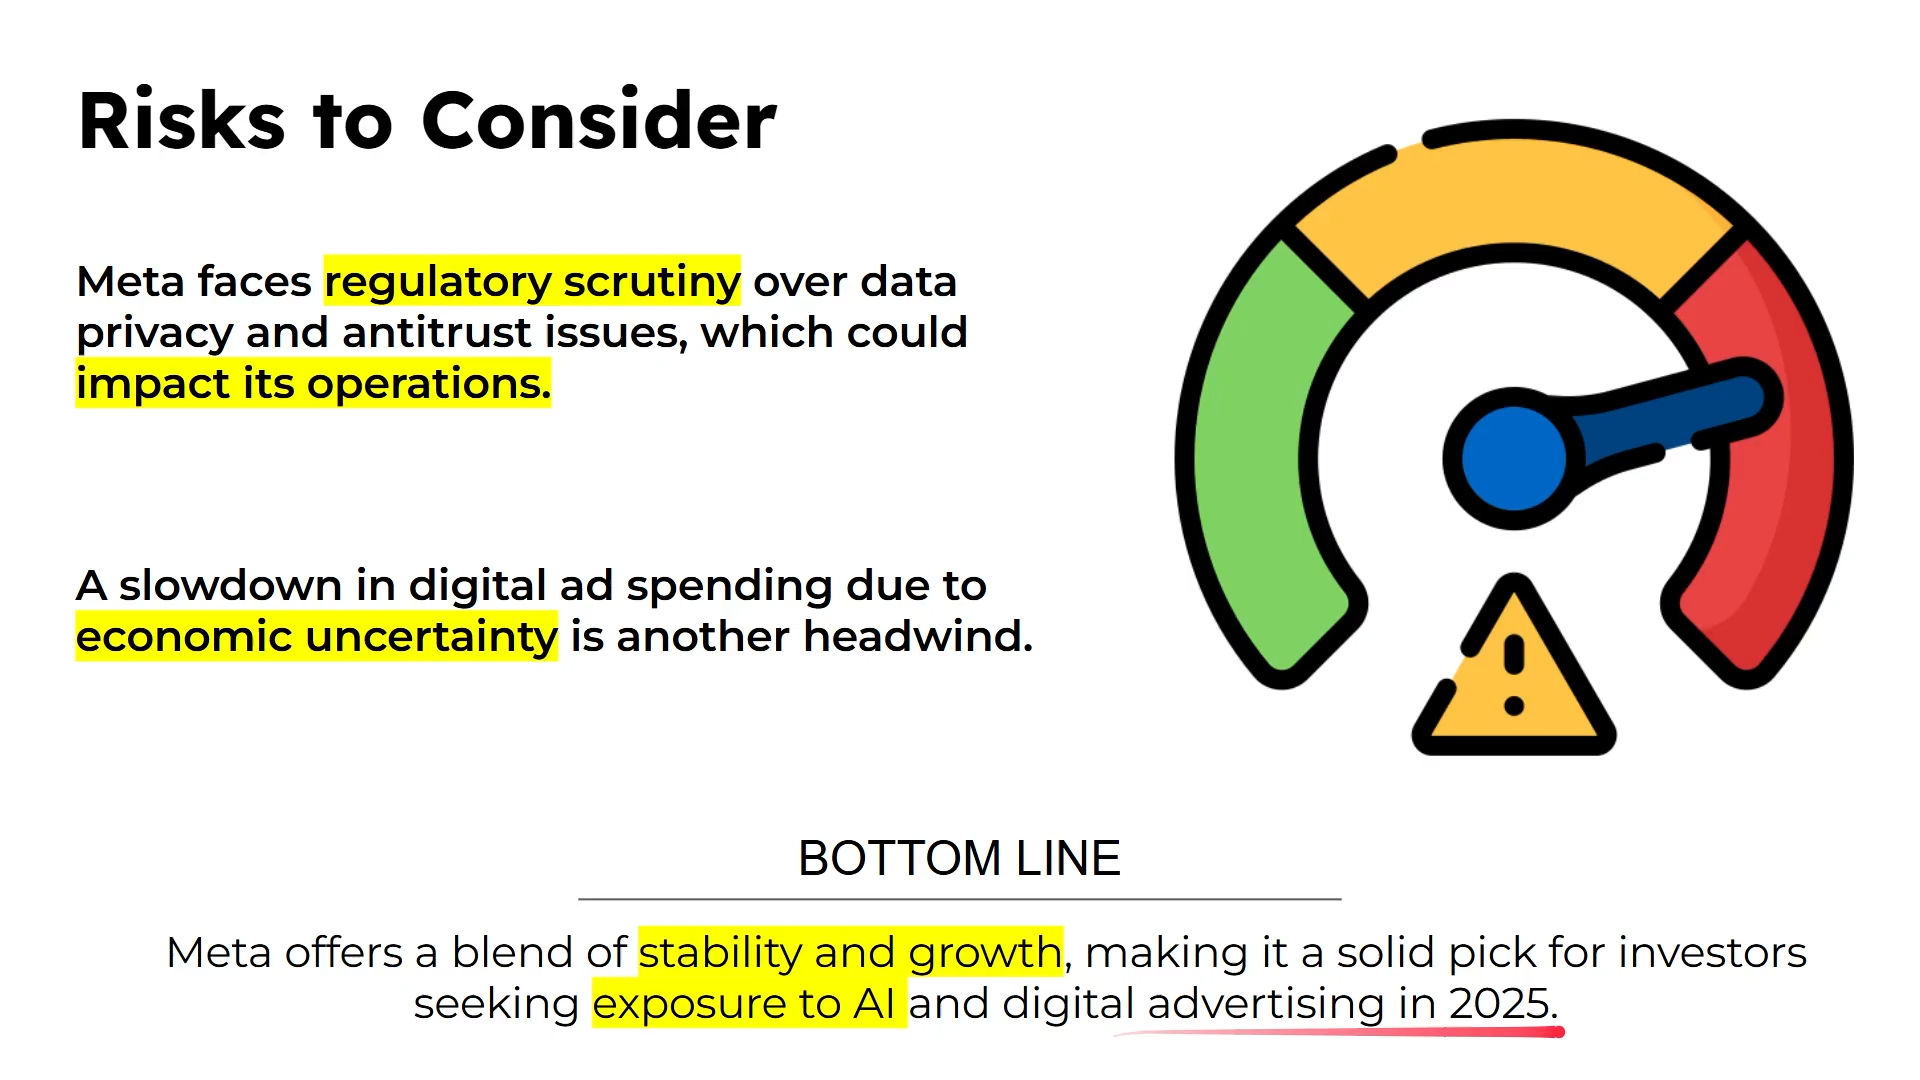 Risks to Consider
Meta faces regulatory scrutiny over data
privacy and antitrust issues, which could
impact its operations.
A slowdown in digital ad spending due to
economic uncertainty is another headwind.
BOTTOM LINE
Meta offers a blend of stability and growth, making it a solid pick for investors
seeking exposure to AI and digital advertising in 2025.